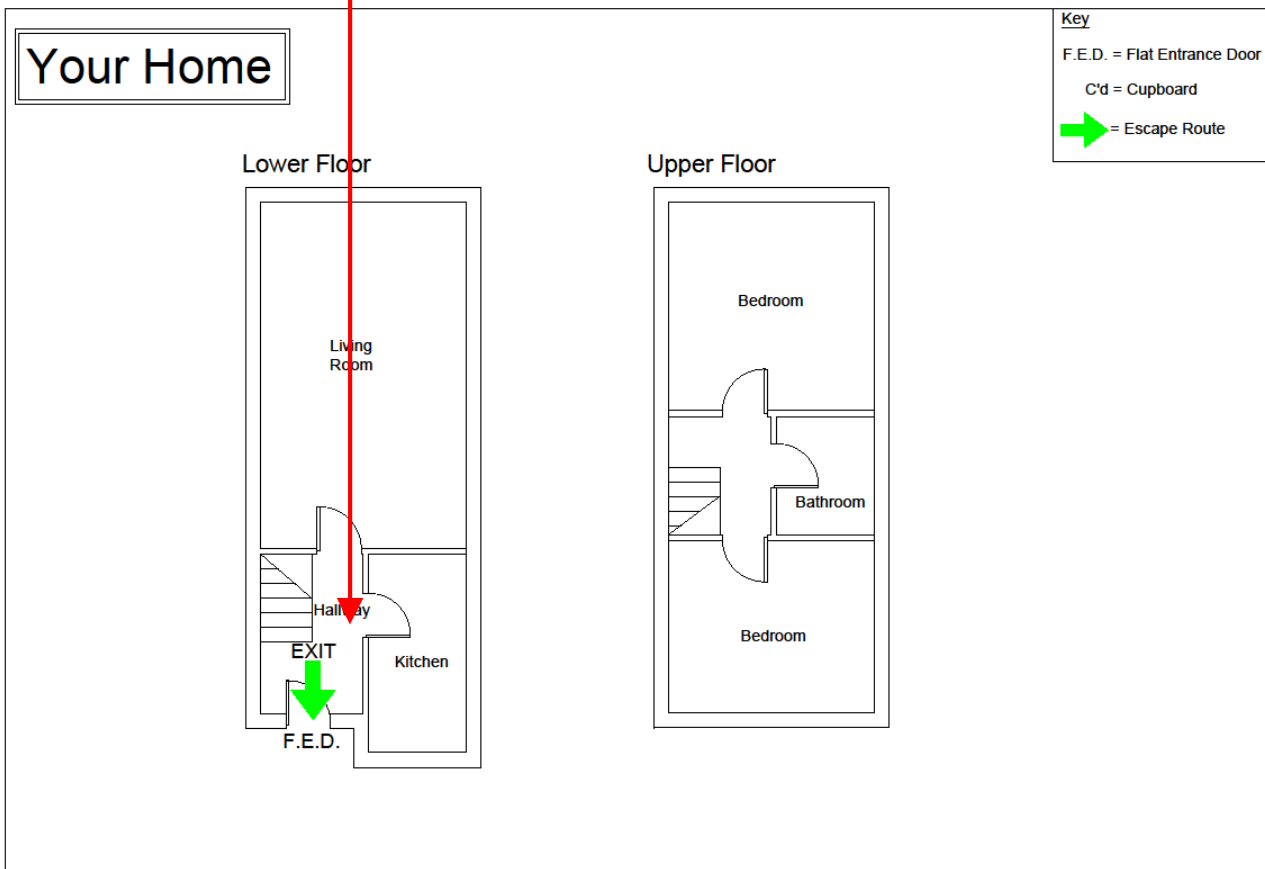 Your Home
Key
F.E.D. = Flat Entrance Door
C'd = Cupboard
= Escape Route
Lower Floor
Upper Floor
Bedroom
Living
Room
Bathroom
Hallway
EXIT
Kitchen
Bedroom
F.E.D.